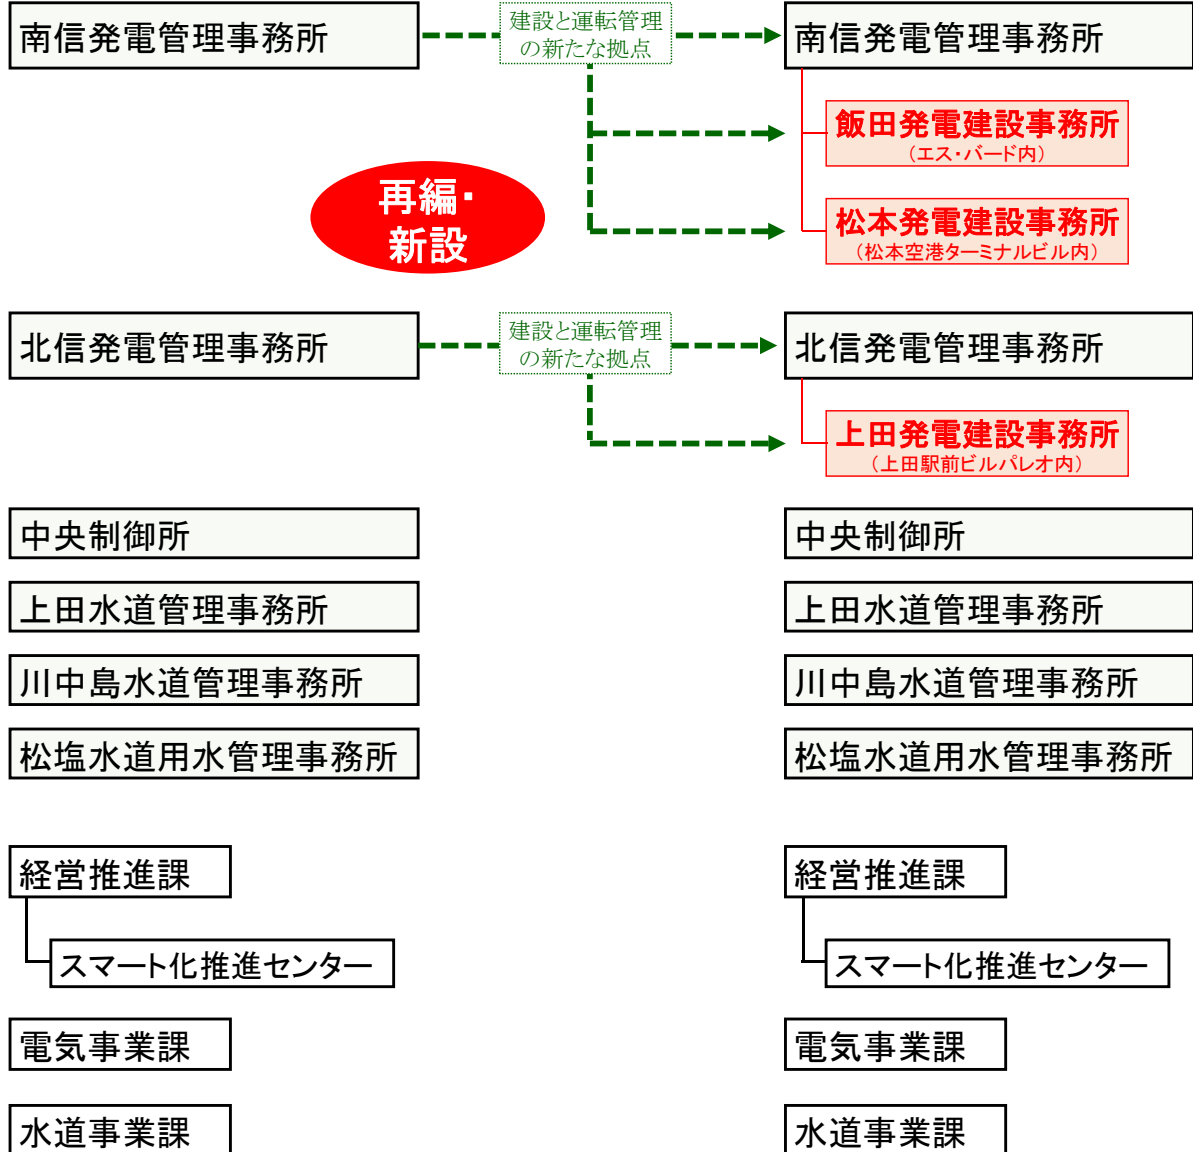 南信発電管理事務所
建設と運転管理
の新たな拠点
南信発電管理事務所
飯田発電建設事務所
（エス・バード内）
再編・
新設
松本発電建設事務所
（松本空港ターミナルビル内）
北信発電管理事務所
建設と運転管理
の新たな拠点
北信発電管理事務所
上田発電建設事務所
（上田駅前ビルパレオ内）
中央制御所
中央制御所
上田水道管理事務所
上田水道管理事務所
川中島水道管理事務所
川中島水道管理事務所
松塩水道用水管理事務所
松塩水道用水管理事務所
経営推進課
経営推進課
スマート化推進センター
スマート化推進センター
電気事業課
電気事業課
水道事業課
水道事業課